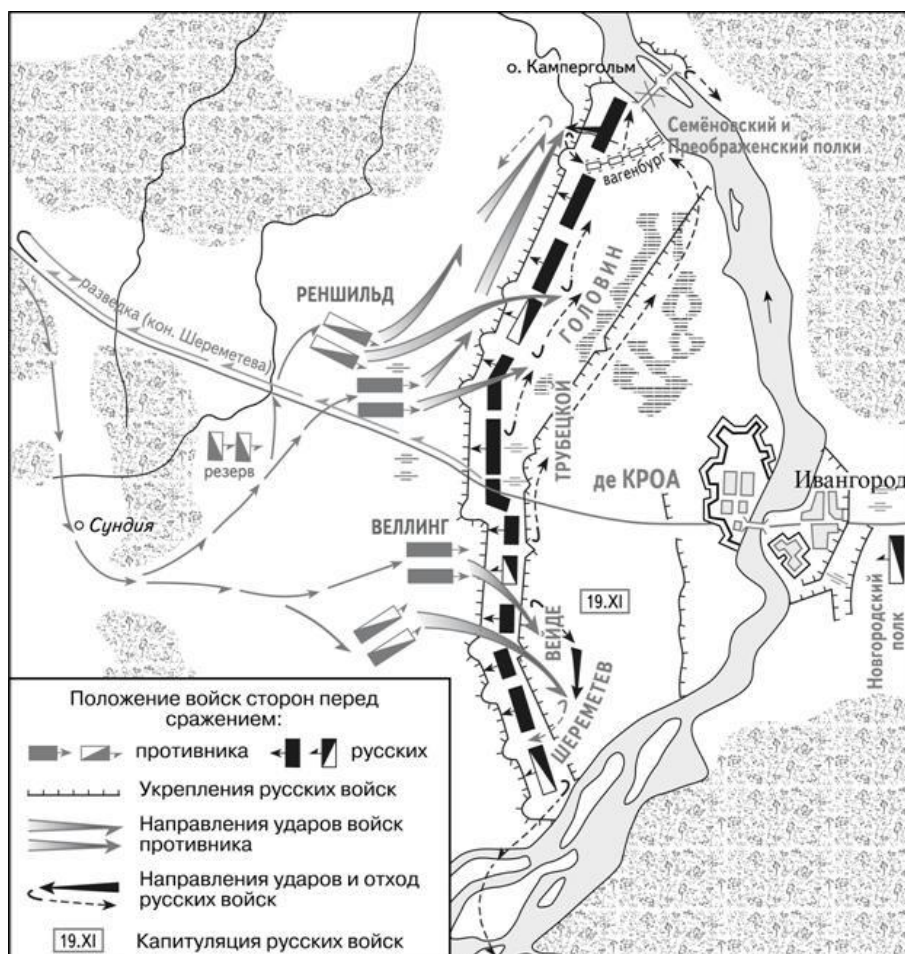 о. Кампергольм
Семёновский и
Преображенский полки
вагенбург
РЕНШИЛЬД
разведка (кон. Шереметева)
ГОЛОВИН
ТРУБЕЦКОЙ
резерв
де КРОА
Ивангород
Сундия
ВЕЛЛИНГ
19.XI
ВЕЙДЕ
ШЕРЕМЕТЕВ
Новгородский
полк
Положение войск сторон перед
сражением:
противника
русских
Укрепления русских войск
Направления ударов войск
противника
Направления ударов и отход
русских войск
19.XI
Капитуляция русских войск